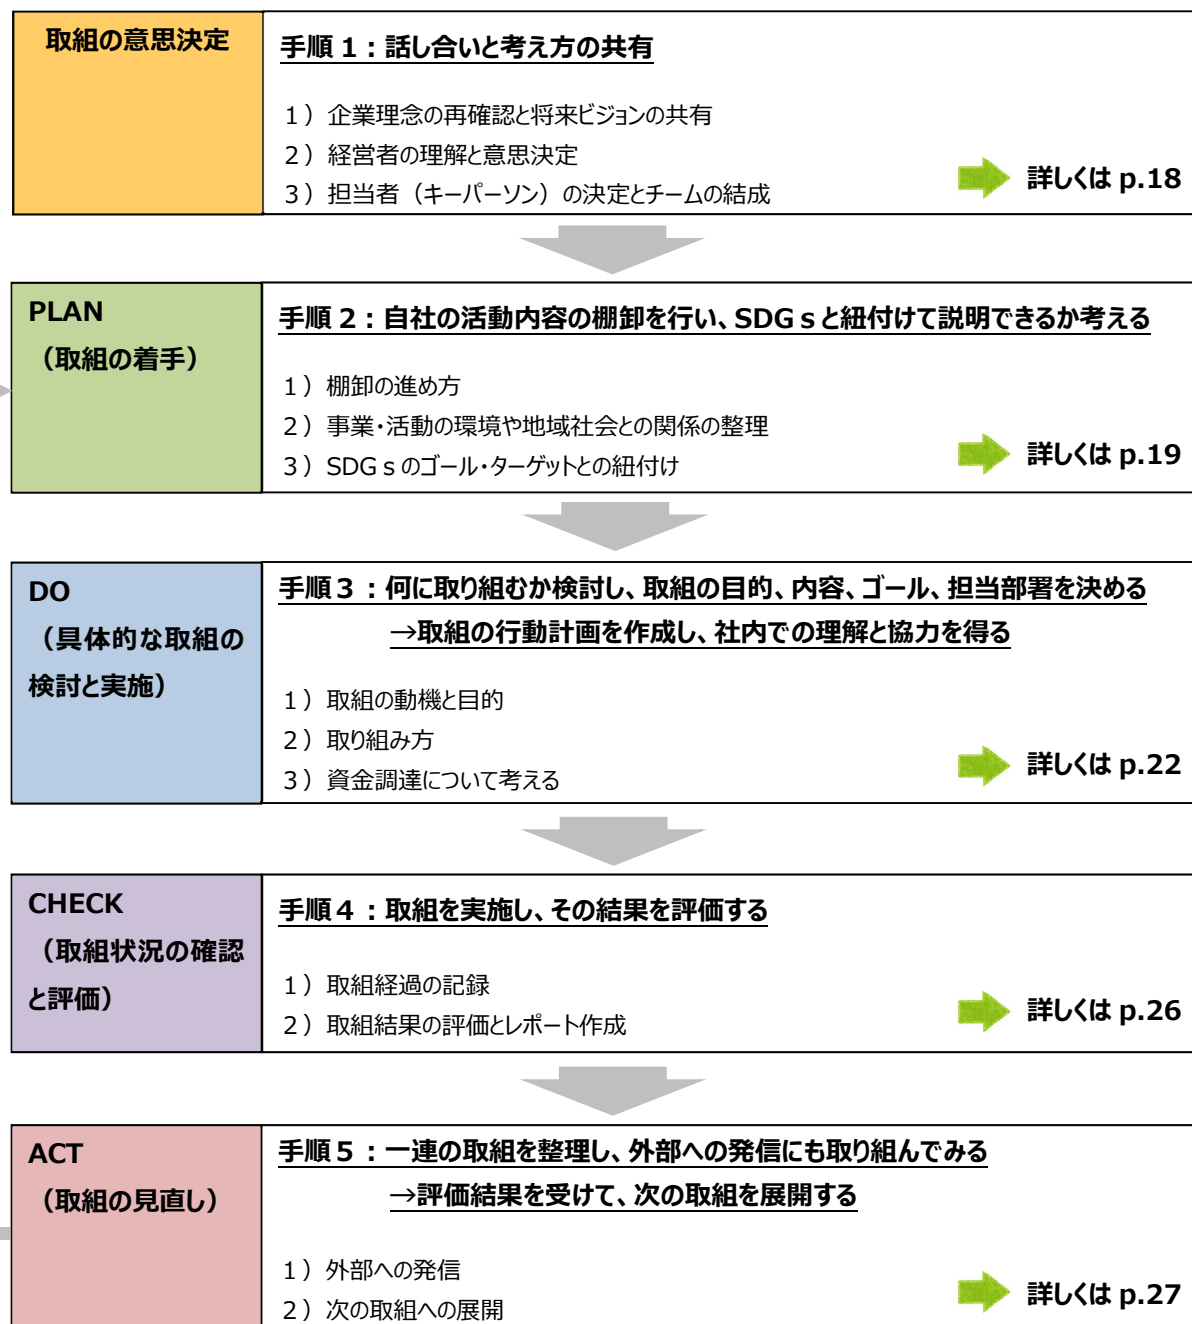 取組の意思決定
手順 1：話し合いと考え方の共有
１）企業理念の再確認と将来ビジョンの共有
２）経営者の理解と意思決定
３）担当者（キーパーソン）の決定とチームの結成
詳しくは p.18
PLAN
（取組の着手）
手順 2：自社の活動内容の棚卸を行い、SDGｓと紐付けて説明できるか考える
１）棚卸の進め方
２）事業・活動の環境や地域社会との関係の整理
３）SDGｓのゴール・ターゲットとの紐付け
詳しくは p.19
DO
（具体的な取組の
検討と実施）
手順３：何に取り組むか検討し、取組の目的、内容、ゴール、担当部署を決める
→取組の行動計画を作成し、社内での理解と協力を得る
１）取組の動機と目的
２）取り組み方
３）資金調達について考える
詳しくは p.22
CHECK
（取組状況の確認
と評価）
手順４：取組を実施し、その結果を評価する
１）取組経過の記録
２）取組結果の評価とレポート作成
詳しくは p.26
ACT
（取組の見直し）
手順５：一連の取組を整理し、外部への発信にも取り組んでみる
→評価結果を受けて、次の取組を展開する
１）外部への発信
２）次の取組への展開
詳しくは p.27